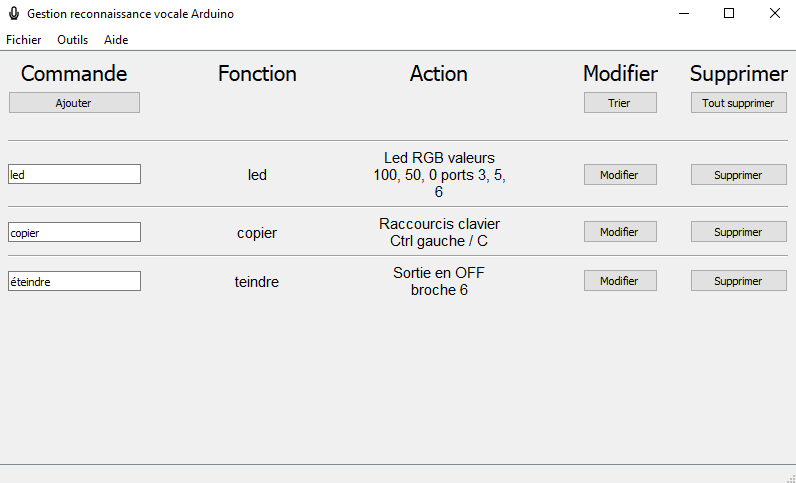 Gestion reconnaissance vocale Arduino
Fichier Outils Aide
Commande Fonction Action Modifier Supprimer
Ajouter Trier Tout supprimer
Led RGB valeurs
led led 100, 50, 0 ports 3, 5, Modifier Supprimer
6
Raccourcis clavier
copier copier Ctrl gauche / C Modifier Supprimer
Sortie en OFF
éteindre teindre broche 6 Modifier Supprimer